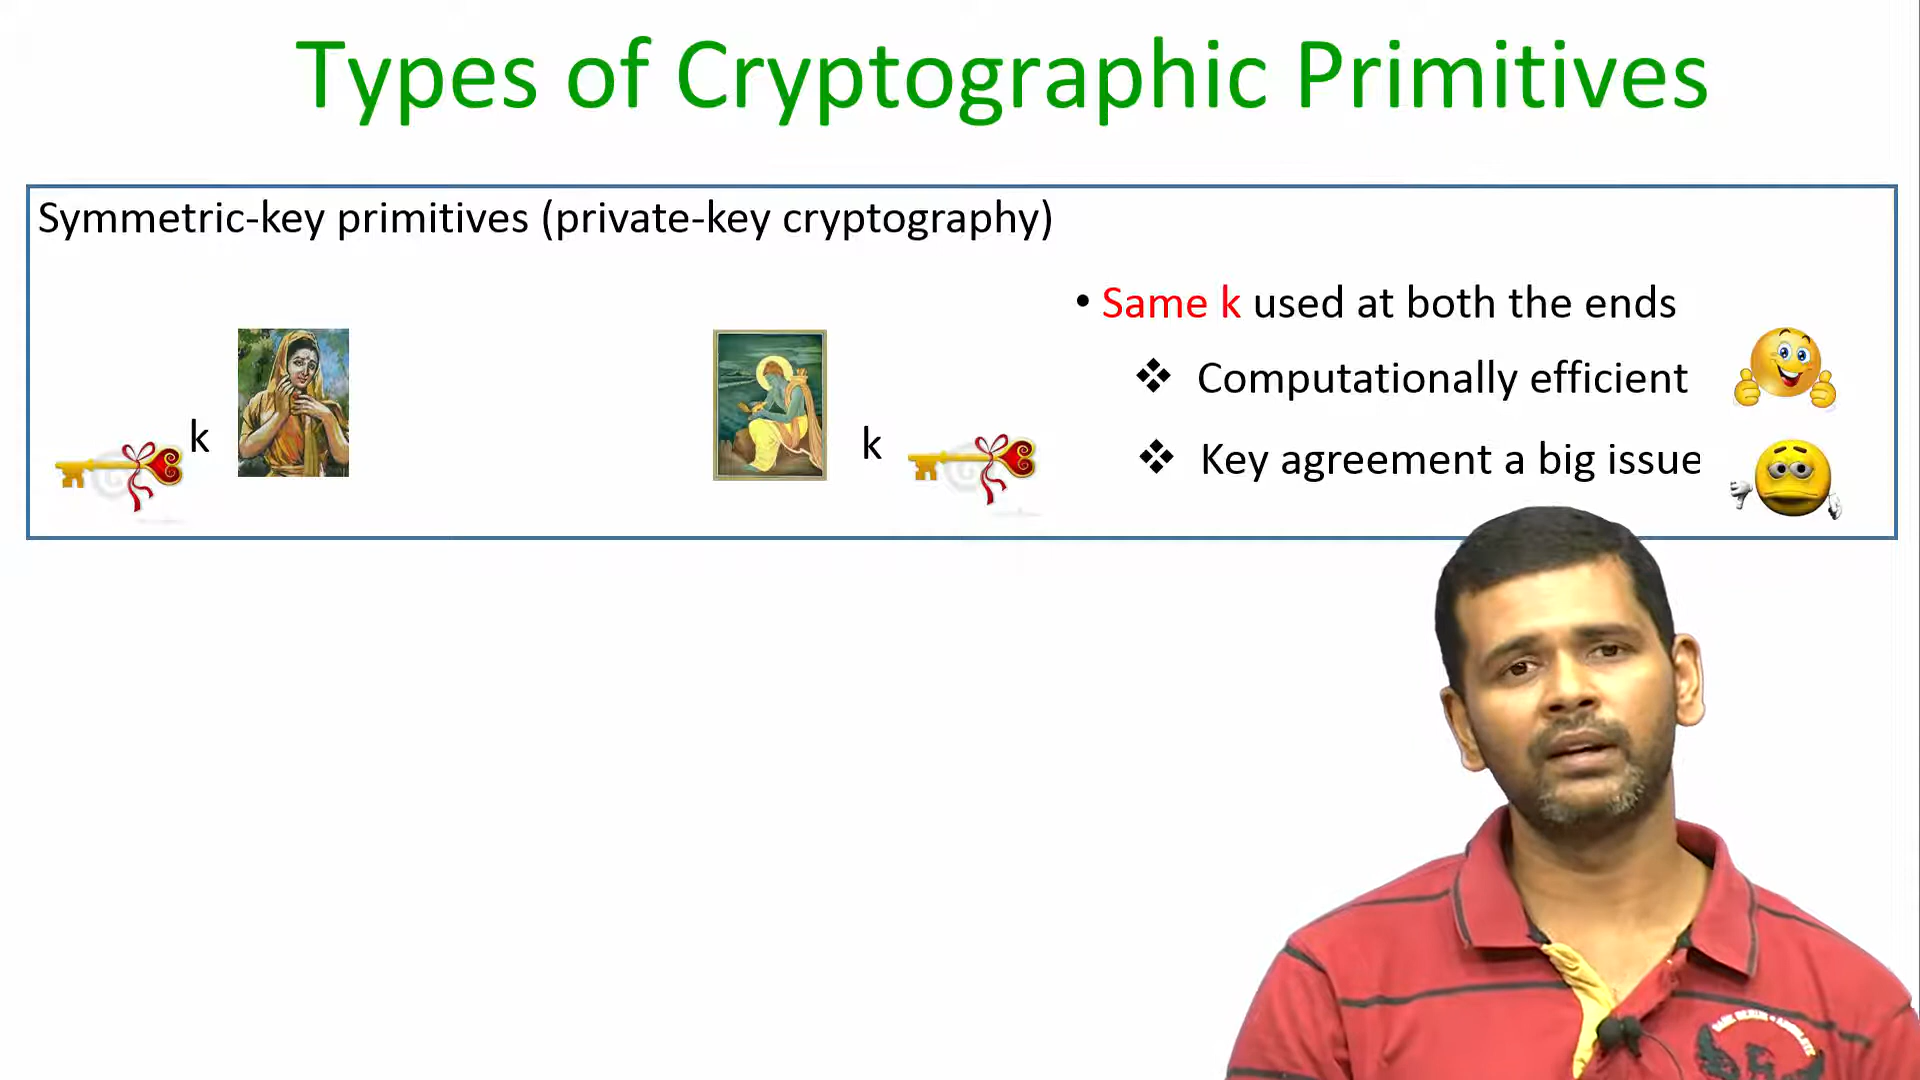 Types of Cryptographic Primitives
Symmetric-key primitives (private-key cryptography)
• Same k used at both the ends
❖ Computationally efficient
k
k
❖ Key agreement a big issue